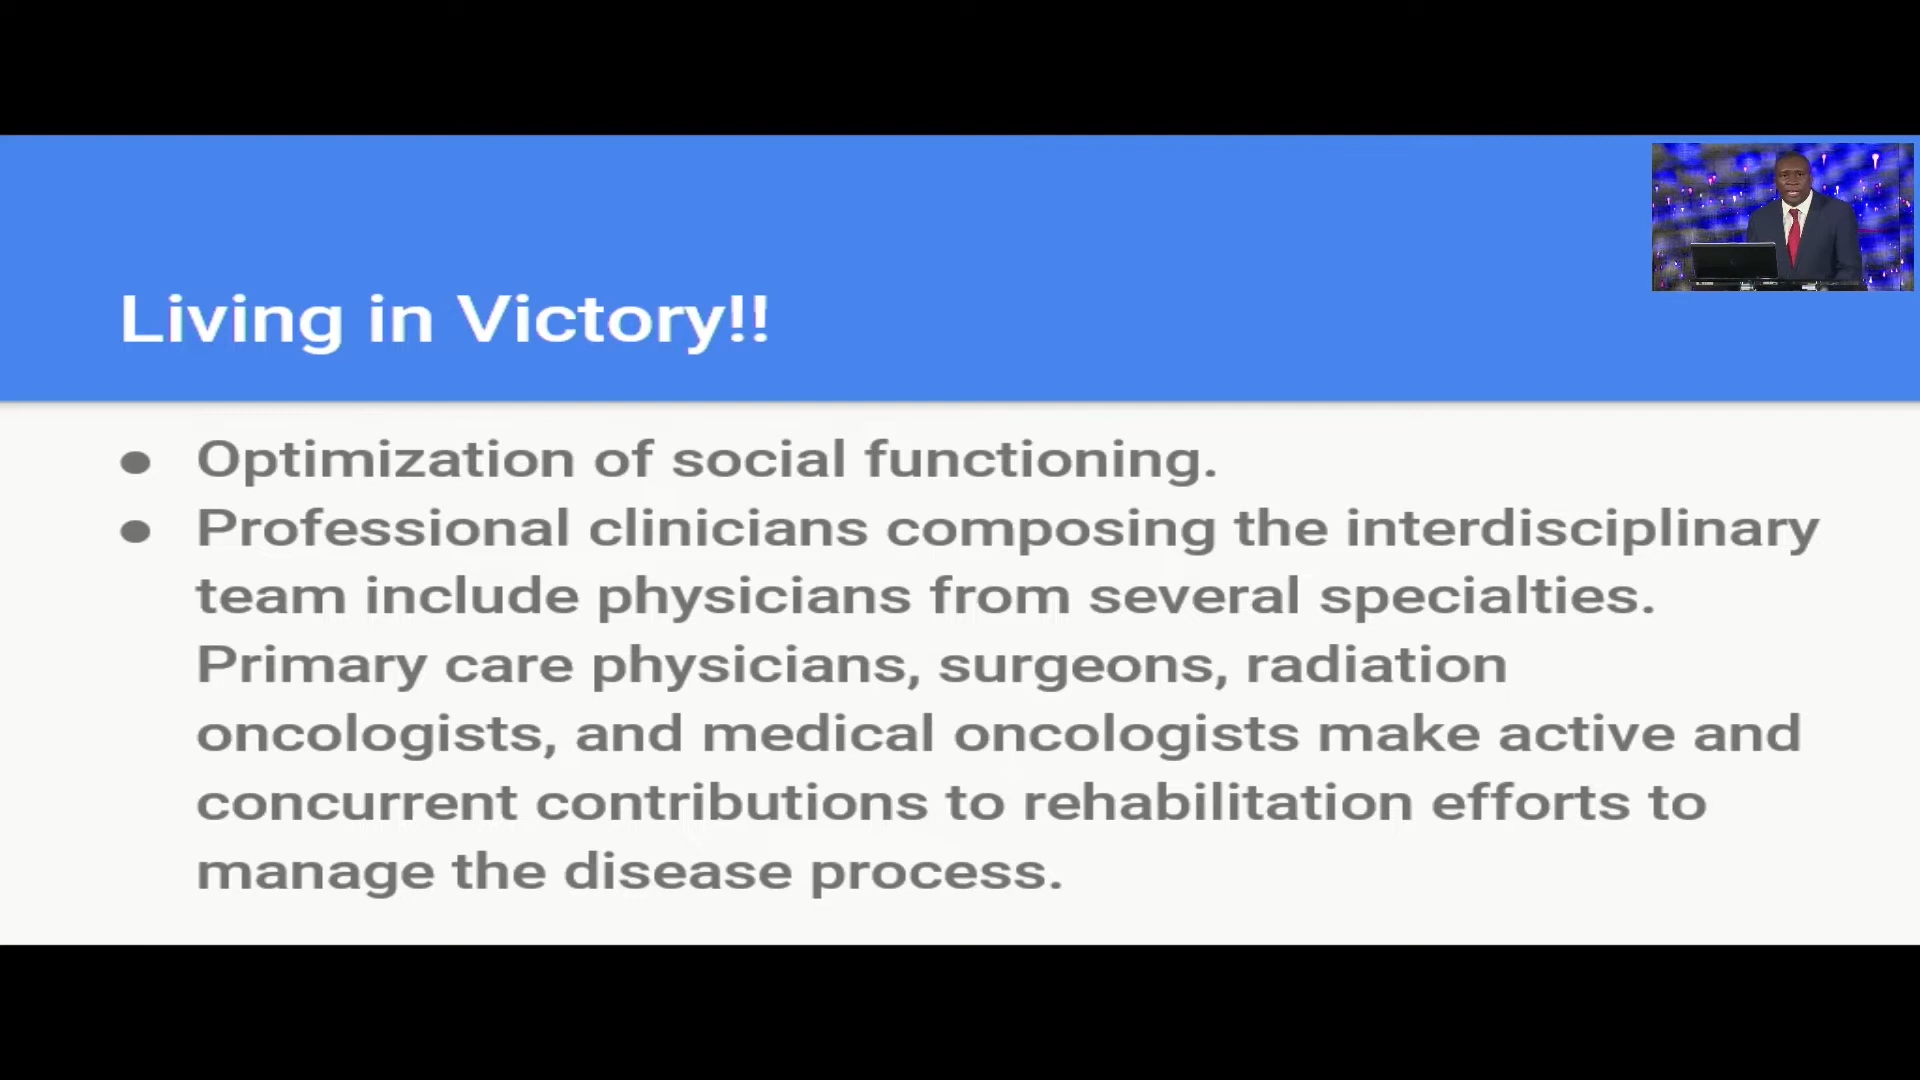 Living in Victory!!
● Optimization of social functioning.
● Professional clinicians composing the interdisciplinary
team include physicians from several specialties.
Primary care physicians, surgeons, radiation
oncologists, and medical oncologists make active and
concurrent contributions to rehabilitation efforts to
manage the disease process.